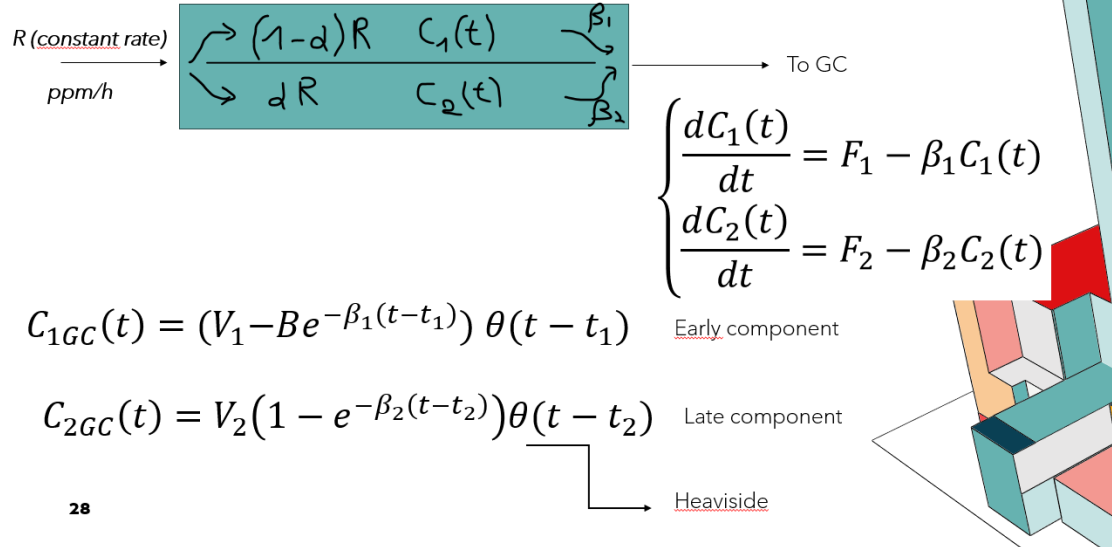 R (constant rate)
ppm/h
(1-α)R C₁(t) β₁
αR C₂(t) β₂
To GC
dC₁(t)/dt = F₁ − β₁C₁(t)
dC₂(t)/dt = F₂ − β₂C₂(t)
C₁GC(t) = (V₁−Be^−β₁(t−t₁)) θ(t − t₁) Early component
C₂GC(t) = V₂(1 − e^−β₂(t−t₂))θ(t − t₂) Late component
Heaviside
28